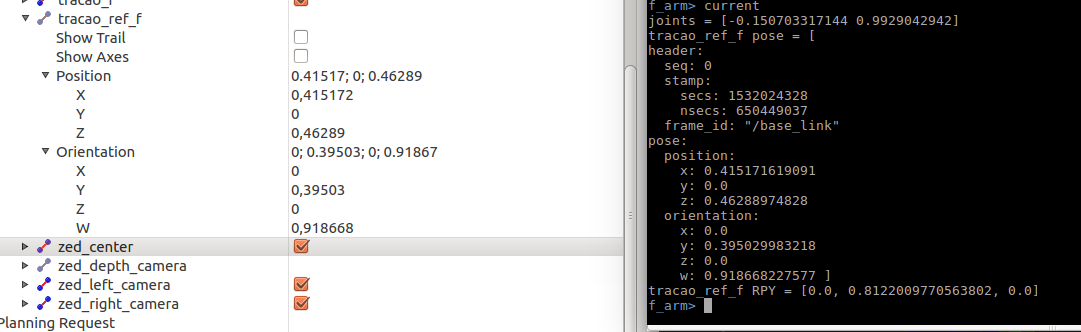 tracao_f
tracao_ref_f
Show Trail
Show Axes
Position 0.41517; 0; 0.46289
X 0,415172
Y 0
Z 0,46289
Orientation 0; 0.39503; 0; 0.91867
X 0
Y 0,39503
Z 0
W 0,918668
zed_center
zed_depth_camera
zed_left_camera
zed_right_camera
Planning Request
f_arm> current
joints = [-0.150703317144 0.9929042942]
tracao_ref_f pose = [
header:
seq: 0
stamp:
secs: 1532024328
nsecs: 650449037
frame_id: "/base_link"
pose:
position:
x: 0.415171619091
y: 0.0
z: 0.46288974828
orientation:
x: 0.0
y: 0.395029983218
z: 0.0
w: 0.918668227577 ]
tracao_ref_f RPY = [0.0, 0.8122009770563802, 0.0]
f_arm>